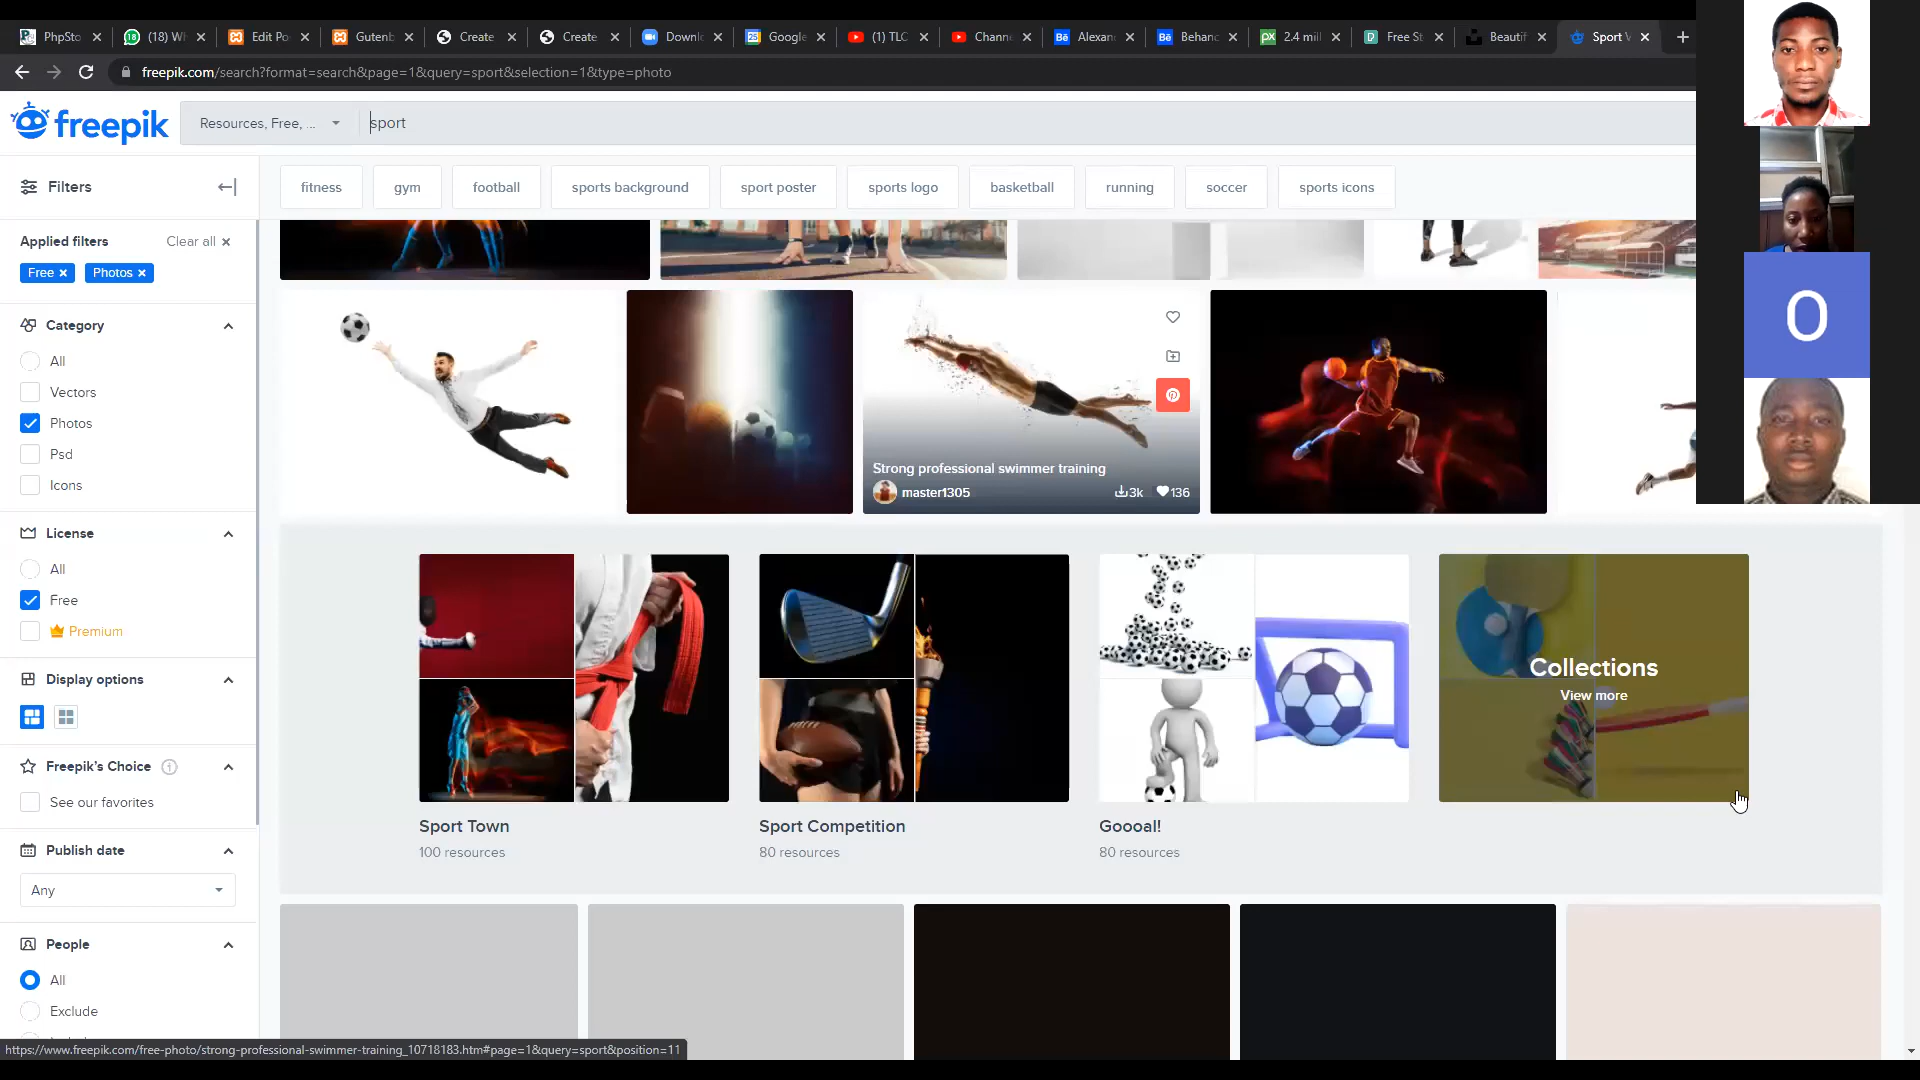 PhpSto
(18) Wh
Edit Po
Gutenb
Create
Create
Downlo
Google
(1) TLC
Channe
Alexan
Behanc
2.4 mill
Free St
Beautif
Sport V
freepik.com/search?format=search&page=1&query=sport&selection=1&type=photo
freepik
Resources, Free, ...
sport
Filters
fitness
gym
football
sports background
sport poster
sports logo
basketball
running
soccer
sports icons
Applied filters
Clear all
Free
Photos
Category
All
Vectors
Photos
Psd
Icons
License
All
Free
Premium
Display options
Freepik's Choice
See our favorites
Publish date
Any
People
All
Exclude
Strong professional swimmer training
master1305
3k
136
O
Collections
View more
Sport Town
100 resources
Sport Competition
80 resources
Goooal!
80 resources
https://www.freepik.com/free-photo/strong-professional-swimmer-training_10718183.htm#page=1&query=sport&position=11